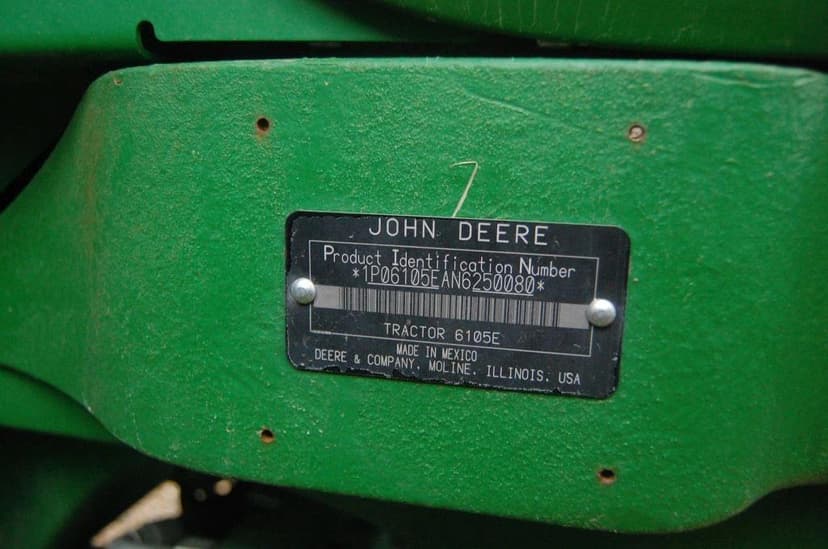 JOHN DEERE
Product Identification Number
*1P06105EAN6250080*
TRACTOR 6105E
MADE IN MEXICO
DEERE & COMPANY, MOLINE, ILLINOIS, USA